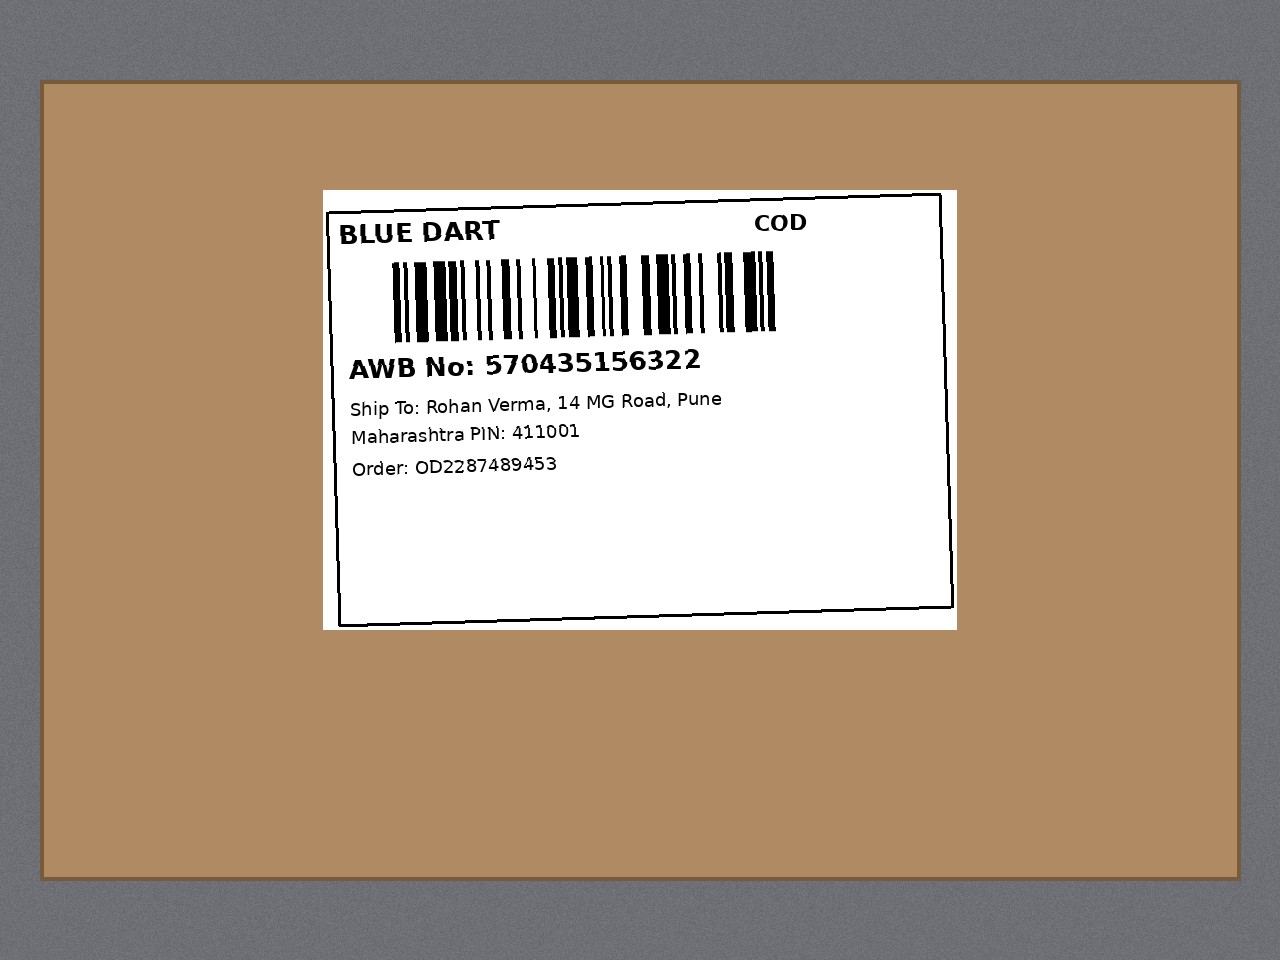 BLUE DART COD
AWB No: 570435156322
Ship To: Rohan Verma, 14 MG Road, Pune
Maharashtra PIN: 411001
Order: OD2287489453